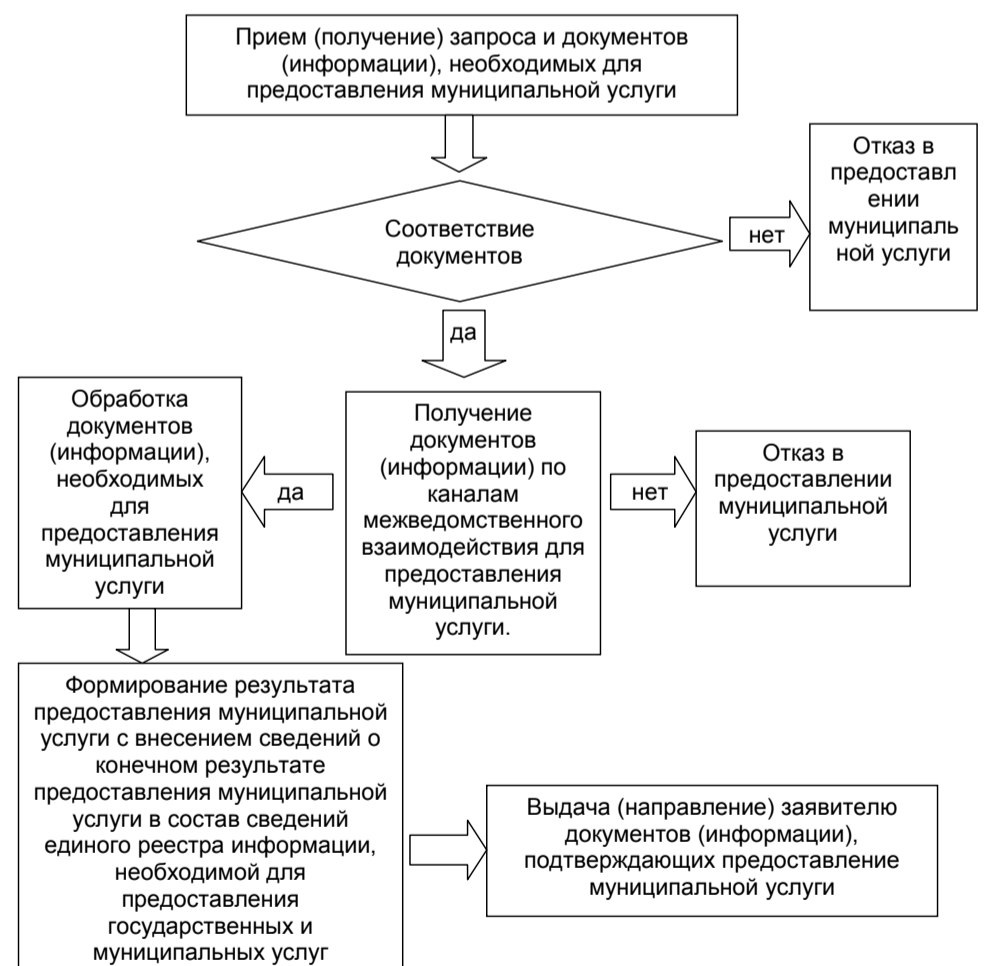 Прием (получение) запроса и документов
(информации), необходимых для
предоставления муниципальной услуги
Отказ в
предоставл
ении
муниципаль
ной услуги
Соответствие
документов
нет
да
Обработка
документов
(информации),
необходимых
для
предоставления
муниципальной
услуги
да
Получение
документов
(информации) по
каналам
межведомственного
взаимодействия для
предоставления
муниципальной
услуги.
нет
Отказ в
предоставлении
муниципальной
услуги
Формирование результата
предоставления муниципальной
услуги с внесением сведений о
конечном результате
предоставления муниципальной
услуги в состав сведений
единого реестра информации,
необходимой для
предоставления
государственных и
муниципальных услуг
Выдача (направление) заявителю
документов (информации),
подтверждающих предоставление
муниципальной услуги